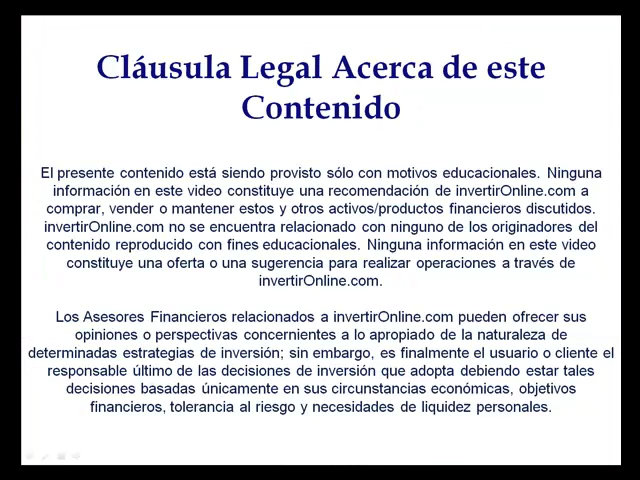 Cláusula Legal Acerca de este
Contenido
El presente contenido está siendo provisto sólo con motivos educacionales. Ninguna
información en este video constituye una recomendación de invertirOnline.com a
comprar, vender o mantener estos y otros activos/productos financieros discutidos.
invertirOnline.com no se encuentra relacionado con ninguno de los originadores del
contenido reproducido con fines educacionales. Ninguna información en este video
constituye una oferta o una sugerencia para realizar operaciones a través de
invertirOnline.com.
Los Asesores Financieros relacionados a invertirOnline.com pueden ofrecer sus
opiniones o perspectivas concernientes a lo apropiado de la naturaleza de
determinadas estrategias de inversión; sin embargo, es finalmente el usuario o cliente el
responsable último de las decisiones de inversión que adopta debiendo estar tales
decisiones basadas únicamente en sus circunstancias económicas, objetivos
financieros, tolerancia al riesgo y necesidades de liquidez personales.